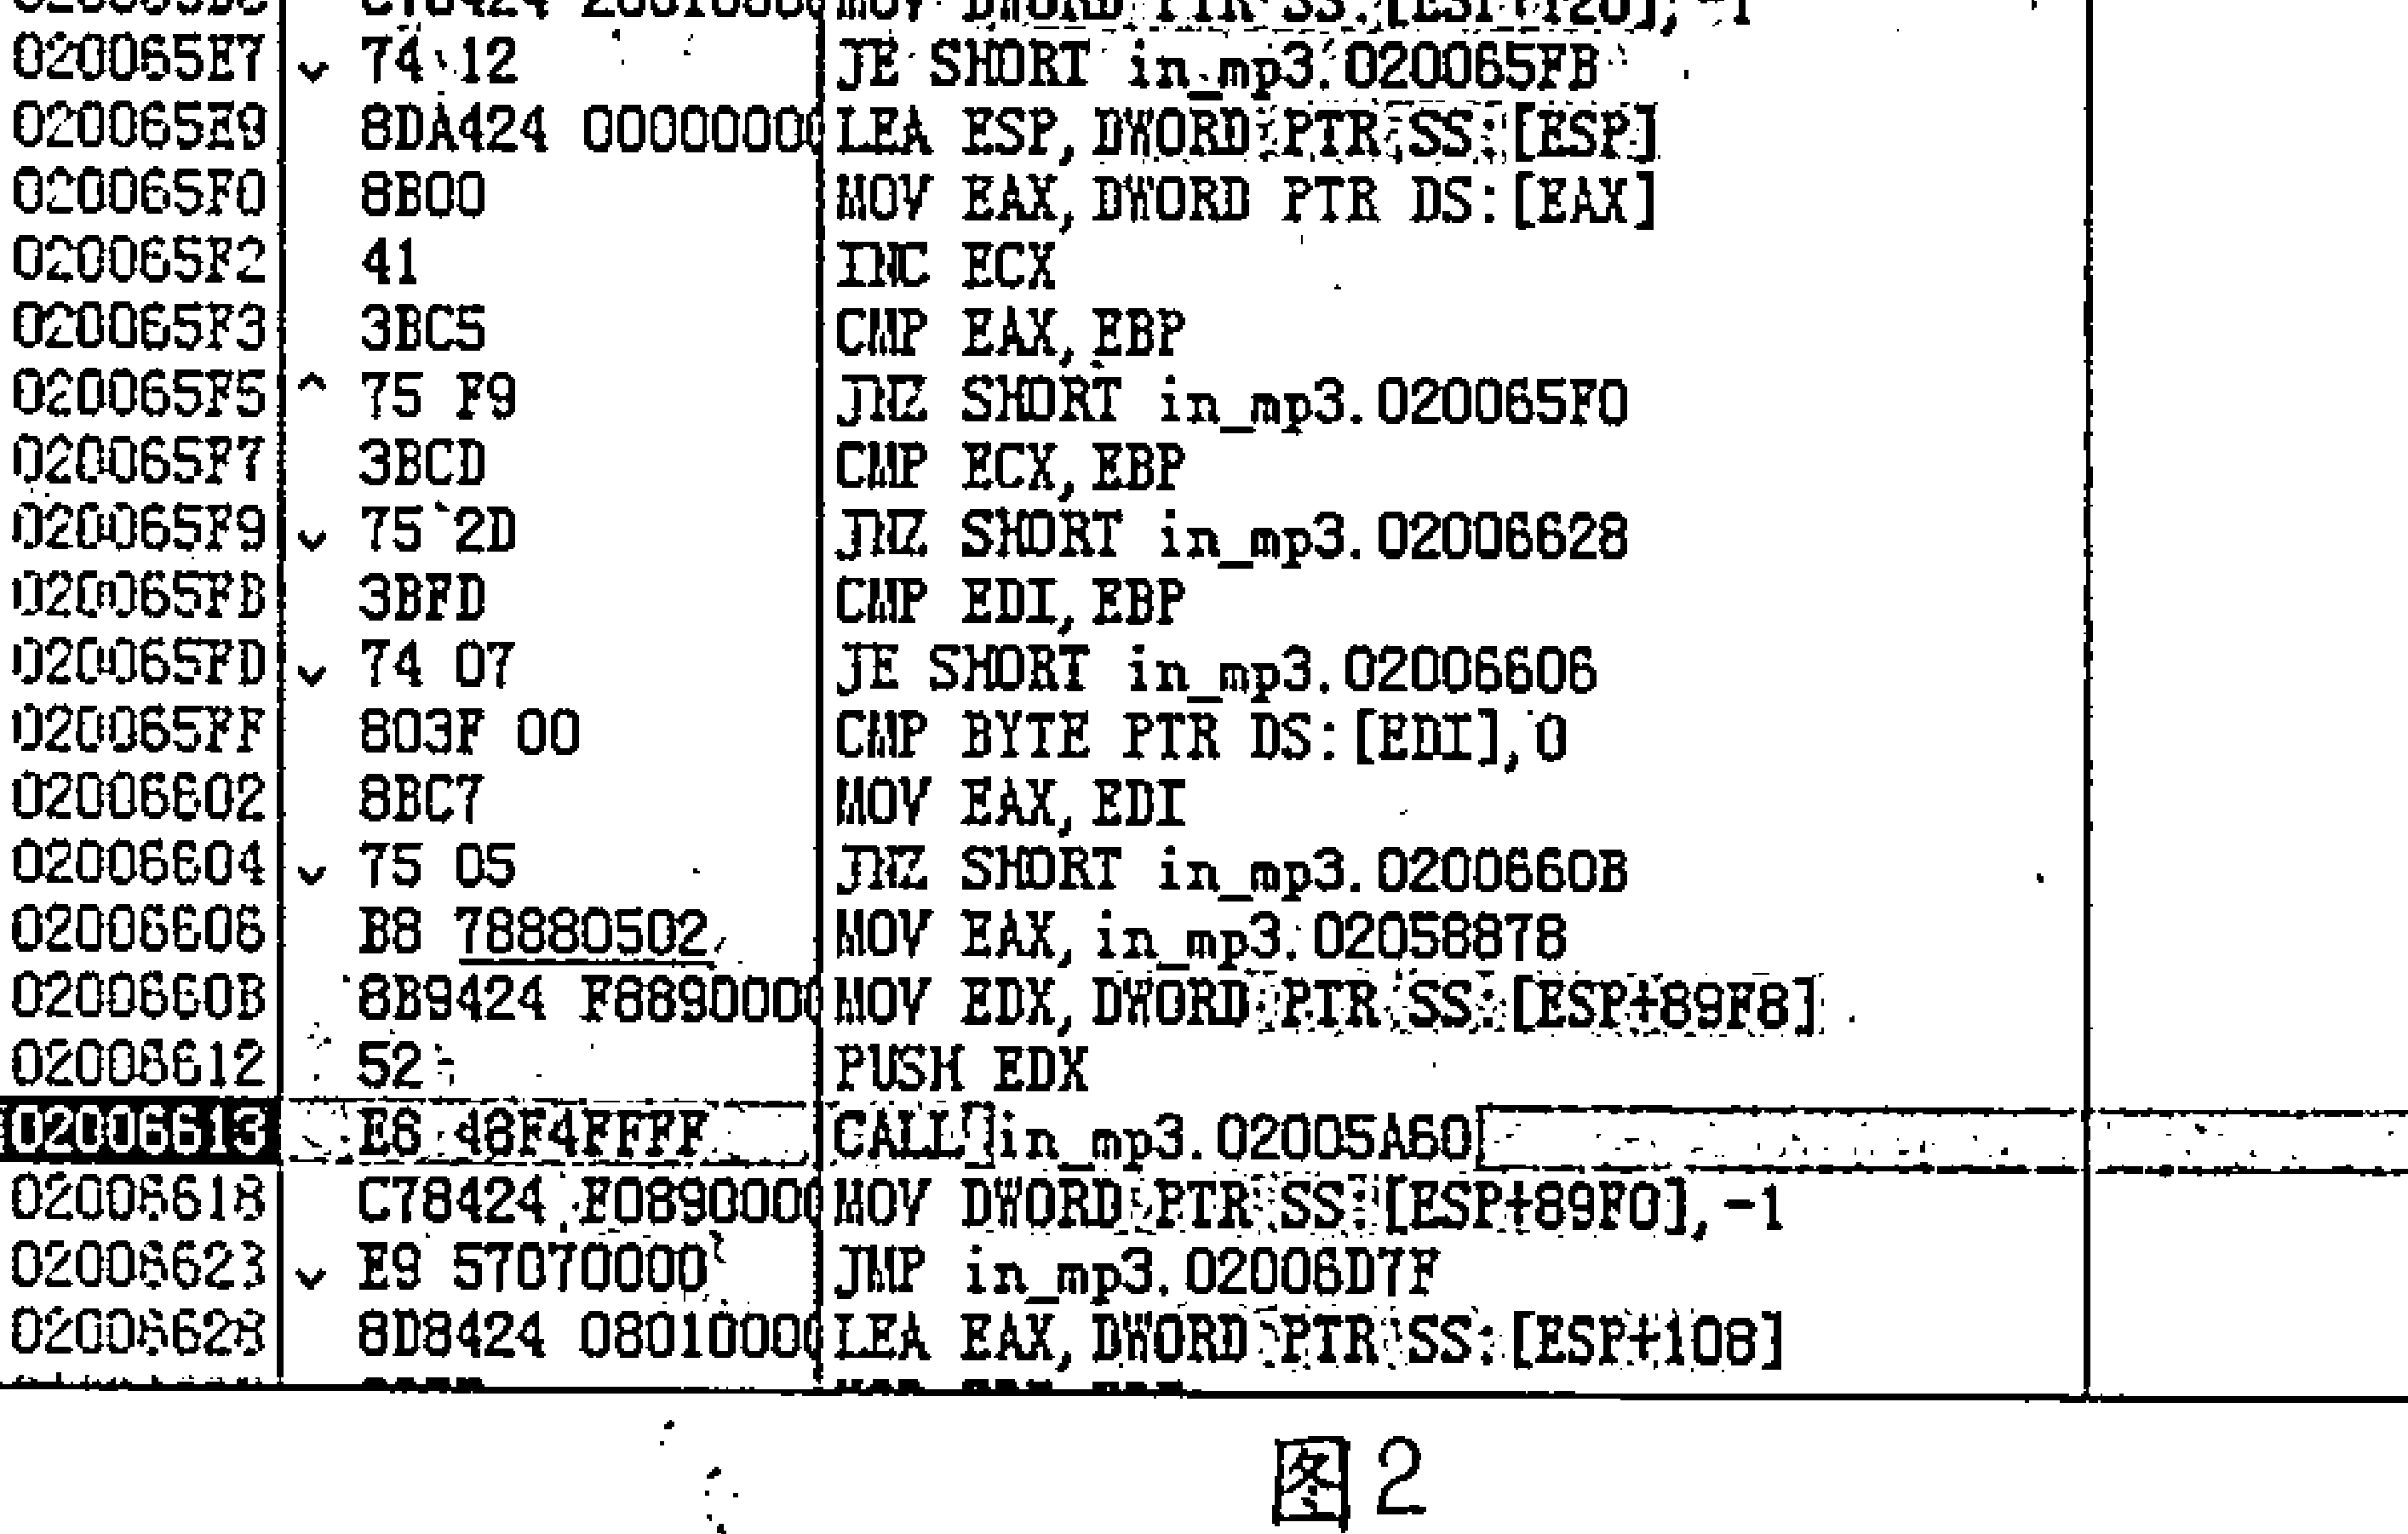 MOV DWORD PTR SS:[ESP+120],-1
020065E7 74 12 JE SHORT in_mp3.020065FB
020065E9 8DA424 00000000 LEA ESP,DWORD PTR SS:[ESP]
020065F0 8B00 MOV EAX,DWORD PTR DS:[EAX]
020065F2 41 INC ECX
020065F3 3BC5 CMP EAX,EBP
020065F5 ^ 75 F9 JNZ SHORT in_mp3.020065F0
020065F7 3BCD CMP ECX,EBP
020065F9 75 2D JNZ SHORT in_mp3.02006628
020065FB 3BFD CMP EDI,EBP
020065FD 74 07 JE SHORT in_mp3.02006606
020065FF 803F 00 CMP BYTE PTR DS:[EDI],0
02006602 8BC7 MOV EAX,EDI
02006604 75 05 JNZ SHORT in_mp3.0200660B
02006606 B8 78880502 MOV EAX,in_mp3.02058878
0200660B 8B9424 F8890000 MOV EDX,DWORD PTR SS:[ESP+89F8]
02006612 52 PUSH EDX
02006613 E8 48F4FFFF CALL in_mp3.02005A60
02006618 C78424 F0890000 MOV DWORD PTR SS:[ESP+89F0],-1
02006623 E9 57070000 JMP in_mp3.02006D7F
02006628 8D8424 08010000 LEA EAX,DWORD PTR SS:[ESP+108]
图2